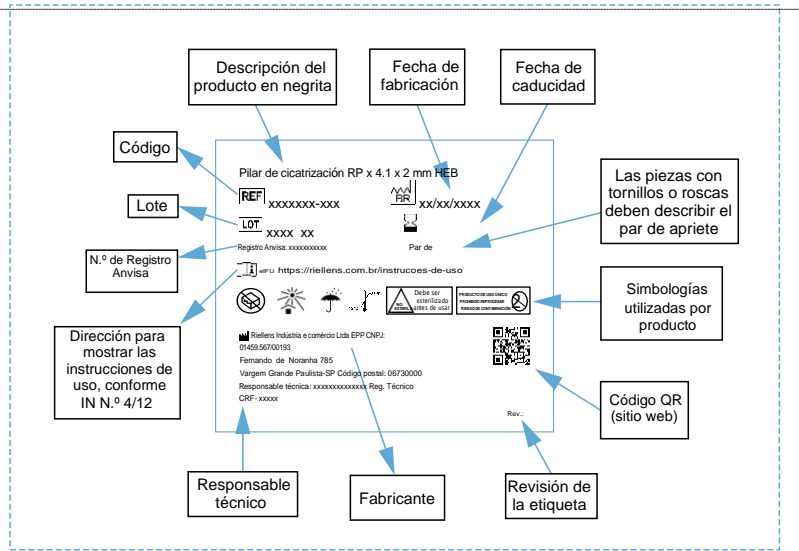 Descripción del
producto en negrita
Fecha de
fabricación
Fecha de
caducidad
Código
Lote
N.º de Registro
Anvisa
Dirección para
mostrar las
instrucciones de
uso, conforme
IN N.º 4/12
Pilar de cicatrización RP x 4.1 x 2 mm HEB
REF xxxxxxx-xxx
BR xx/xx/xxxx
LOT xxxx xx
Registro Anvisa: xxxxxxxxxxx
Par de
eIFU https://riellens.com.br/instrucoes-de-uso
NO
ESTERIL
Debe ser
esterilizado
antes de usar
PRODUCTO DE USO ÚNICO
PROHIBIDO REPROCESAR
RIESGO DE CONTAMINACIÓN
Riellens Indústria e comércio Ltda EPP CNPJ:
01459.567/00193
Fernando de Noranha 785
Vargem Grande Paulista-SP Código postal: 06730000
Responsable técnica: xxxxxxxxxxxxxx Reg. Técnico
CRF- xxxxx
Rev.:
Las piezas con
tornillos o roscas
deben describir el
par de apriete
Simbologías
utilizadas por
producto
Código QR
(sitio web)
Responsable
técnico
Fabricante
Revisión de
la etiqueta